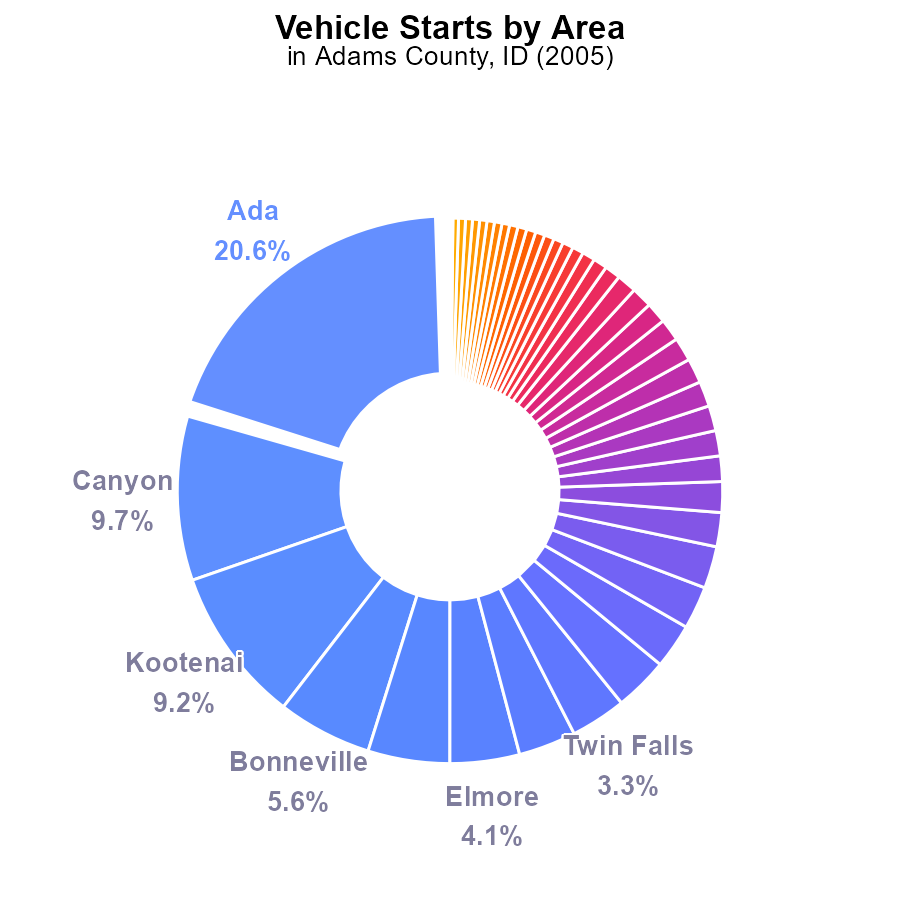 Vehicle Starts by Area
in Adams County, ID (2005)
Ada
20.6%
Canyon
9.7%
Kootenai
9.2%
Bonneville
5.6%
Elmore
4.1%
Twin Falls
3.3%